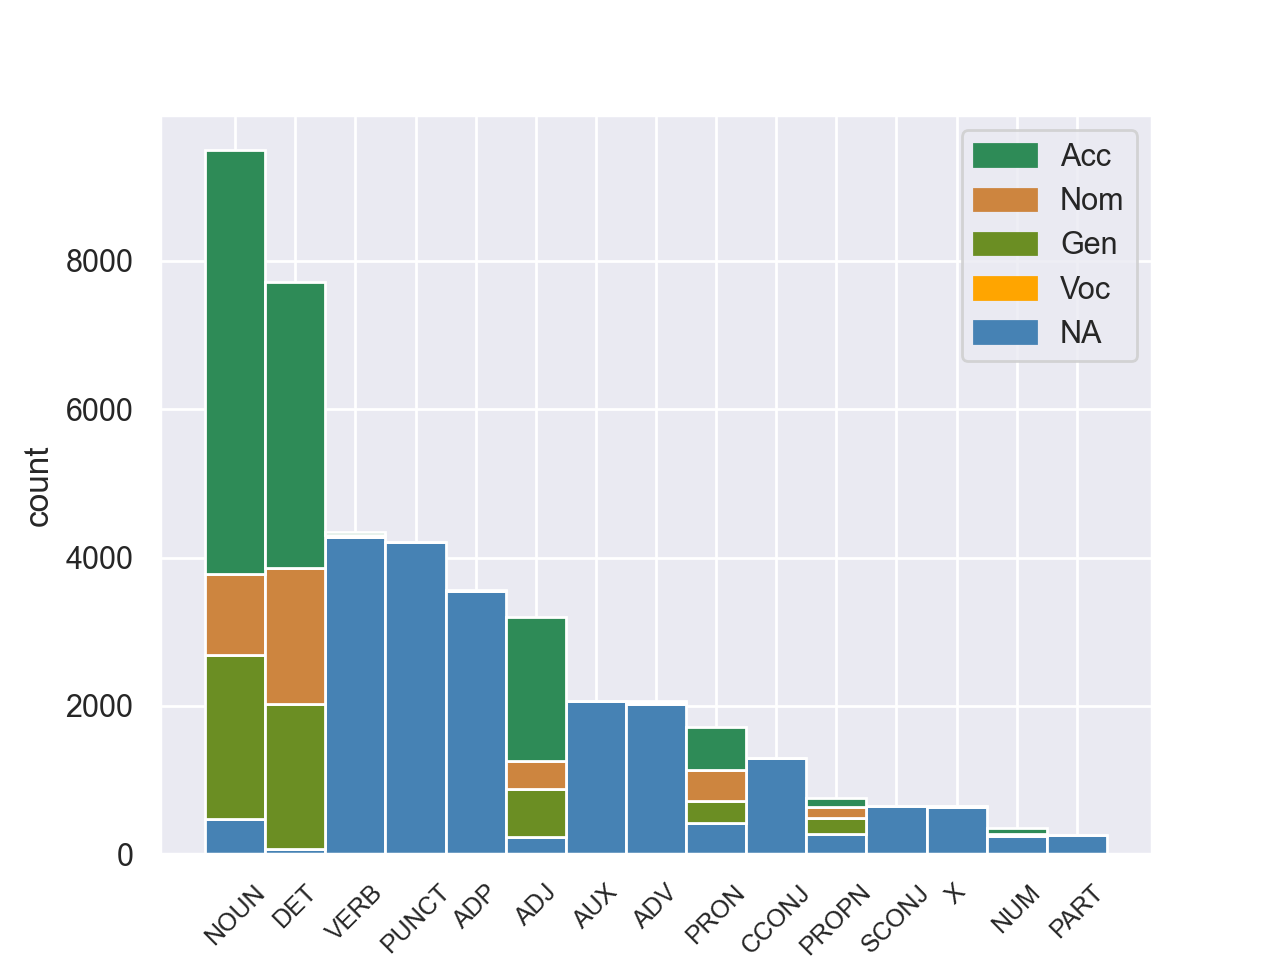 Acc
Nom
Gen
Voc
NA
8000
6000
4000
2000
0
count
NOUN
DET
VERB
PUNCT
ADP
ADJ
AUX
ADV
PRON
CCONJ
PROPN
SCONJ
X
NUM
PART